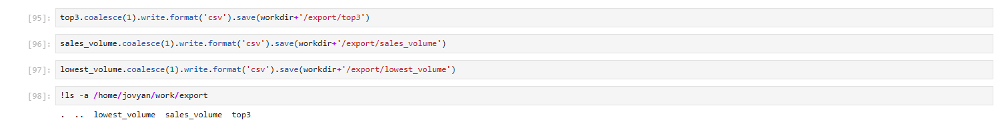 [95]: top3.coalesce(1).write.format('csv').save(workdir+'/export/top3')
[96]: sales_volume.coalesce(1).write.format('csv').save(workdir+'/export/sales_volume')
[97]: lowest_volume.coalesce(1).write.format('csv').save(workdir+'/export/lowest_volume')
[98]: !ls -a /home/jovyan/work/export
. .. lowest_volume sales_volume top3